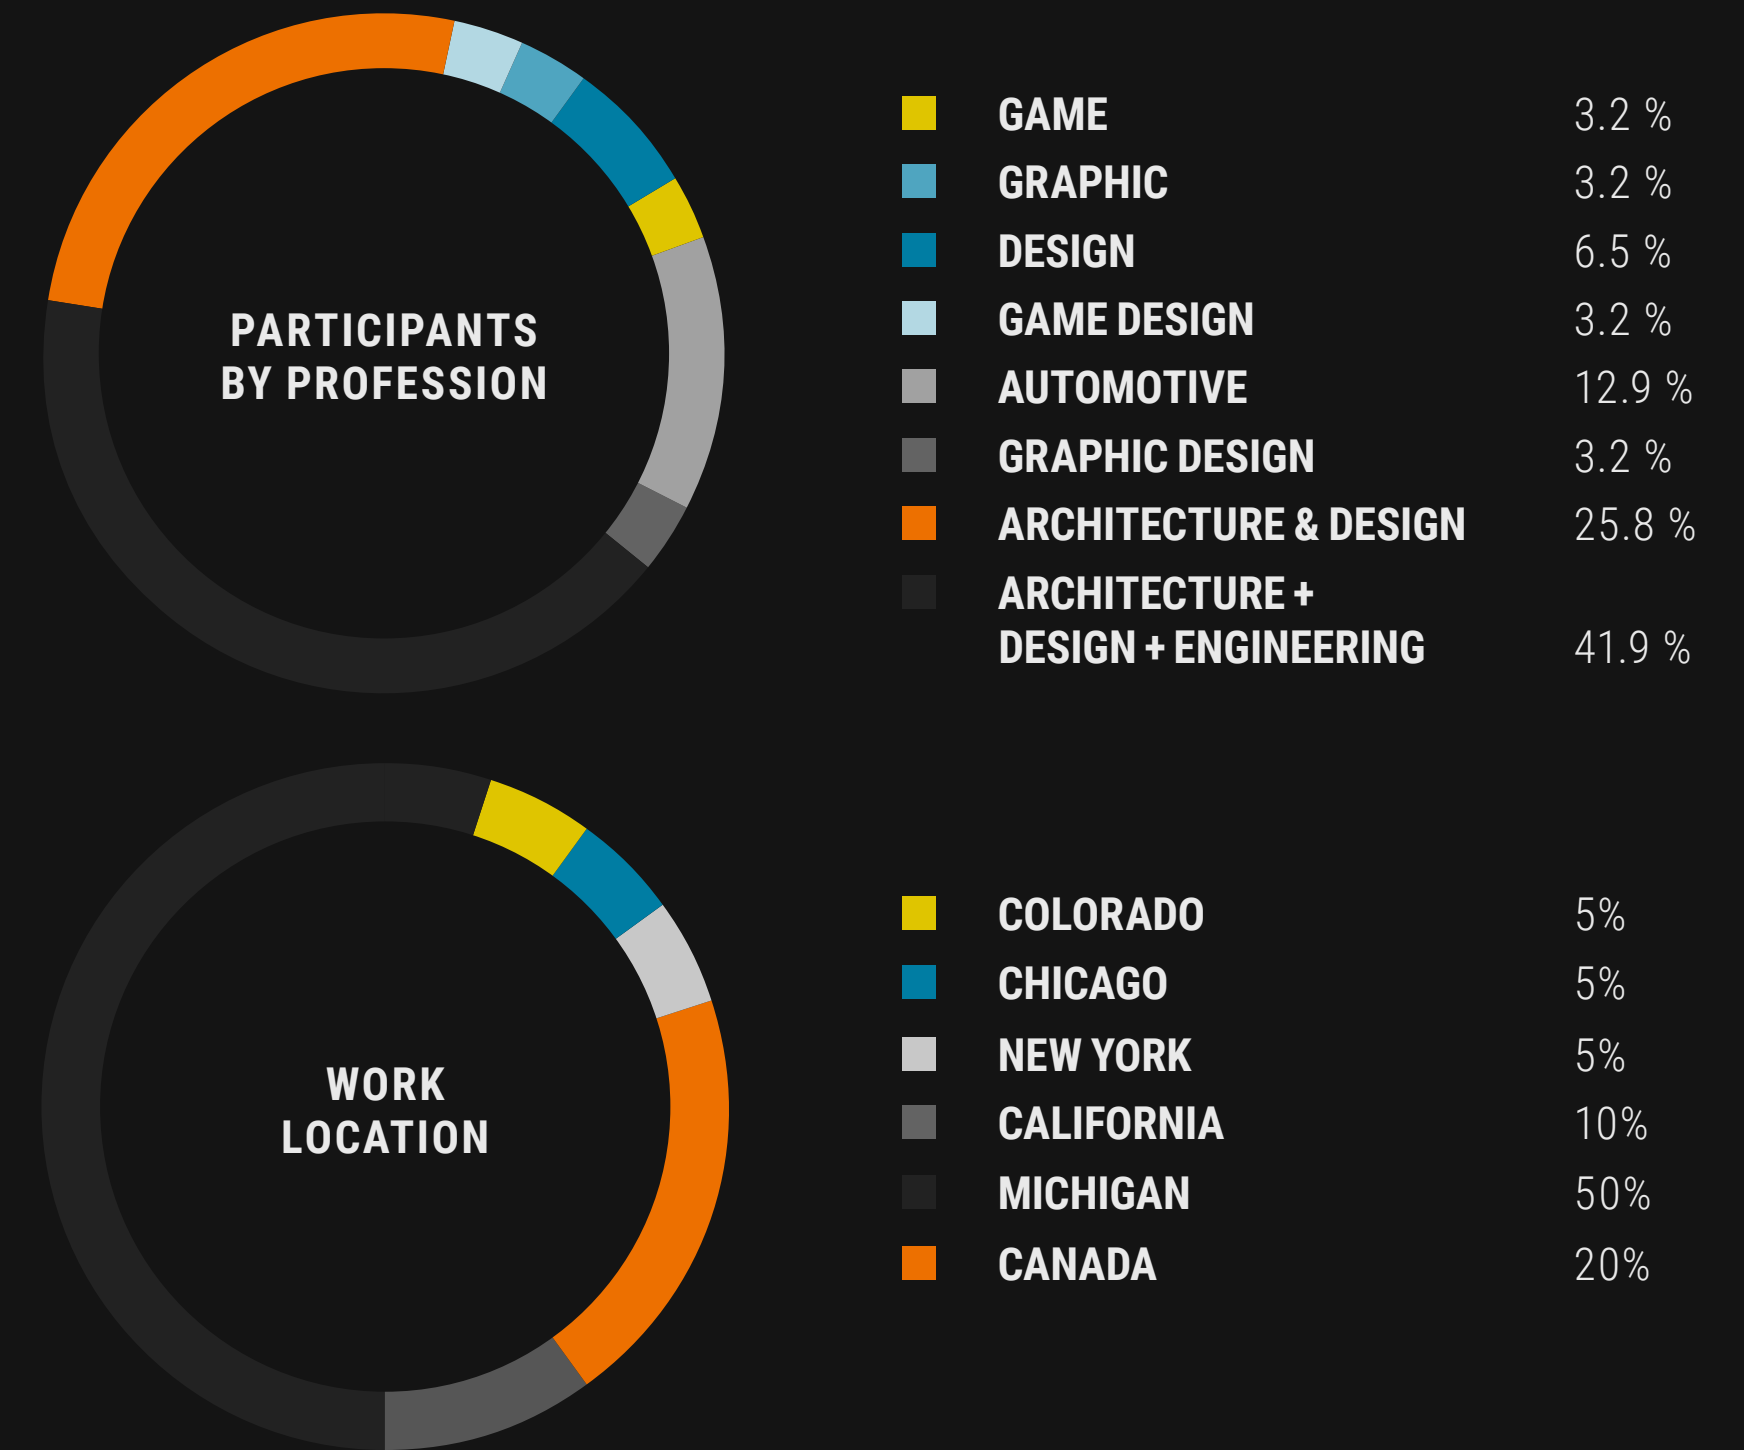 PARTICIPANTS
BY PROFESSION
GAME 3.2 %
GRAPHIC 3.2 %
DESIGN 6.5 %
GAME DESIGN 3.2 %
AUTOMOTIVE 12.9 %
GRAPHIC DESIGN 3.2 %
ARCHITECTURE & DESIGN 25.8 %
ARCHITECTURE +
DESIGN + ENGINEERING 41.9 %
WORK
LOCATION
COLORADO 5%
CHICAGO 5%
NEW YORK 5%
CALIFORNIA 10%
MICHIGAN 50%
CANADA 20%